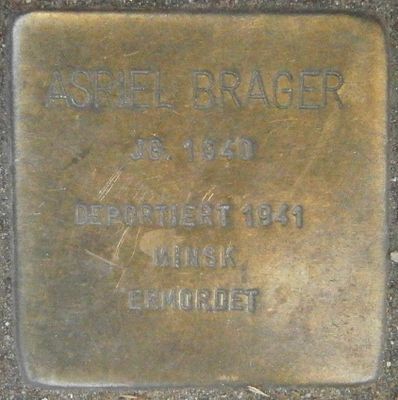 ASRIEL BRAGER
JG. 1940
DEPORTIERT 1941
MINSK
ERMORDET